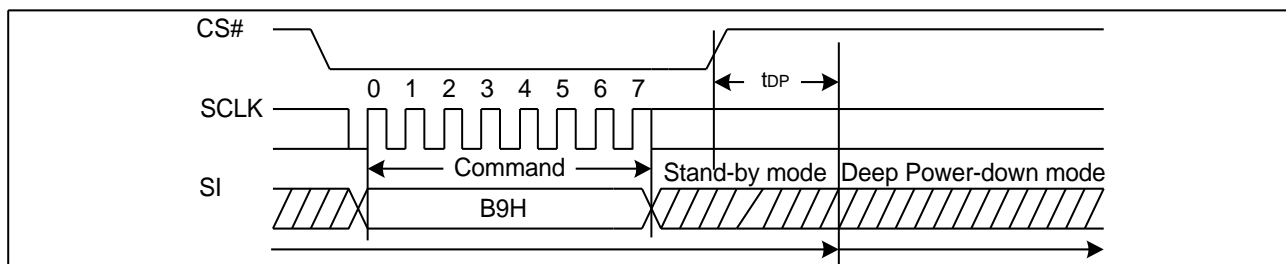 CS#
tDP
0 1 2 3 4 5 6 7
SCLK
Command
Stand-by mode Deep Power-down mode
SI
B9H